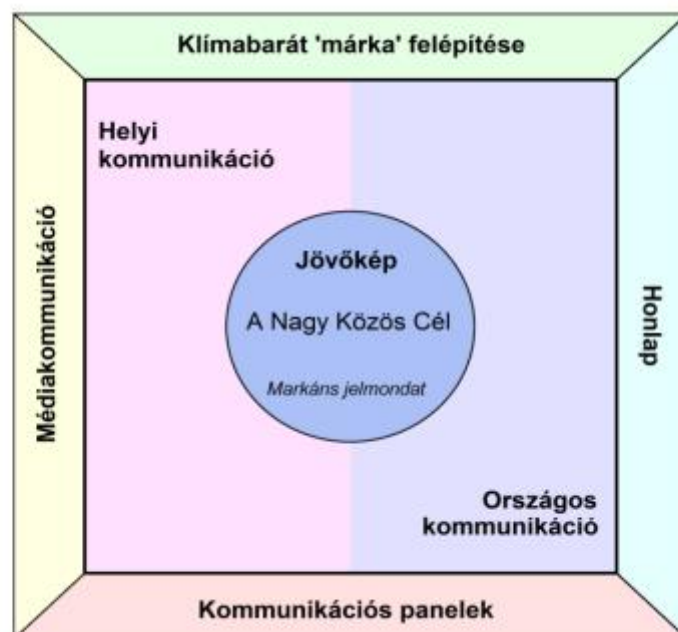 Klímabarát 'márka' felépítése
Helyi
kommunikáció
Médiakommunikáció
Jövőkép
A Nagy Közös Cél
Markáns jelmondat
Honlap
Országos
kommunikáció
Kommunikációs panelek